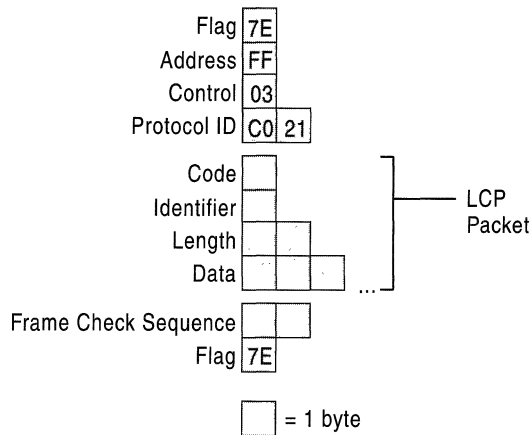 Flag 7E
Address FF
Control 03
Protocol ID C0 21
Code
Identifier
Length
Data ...
LCP
Packet
Frame Check Sequence
Flag 7E
= 1 byte